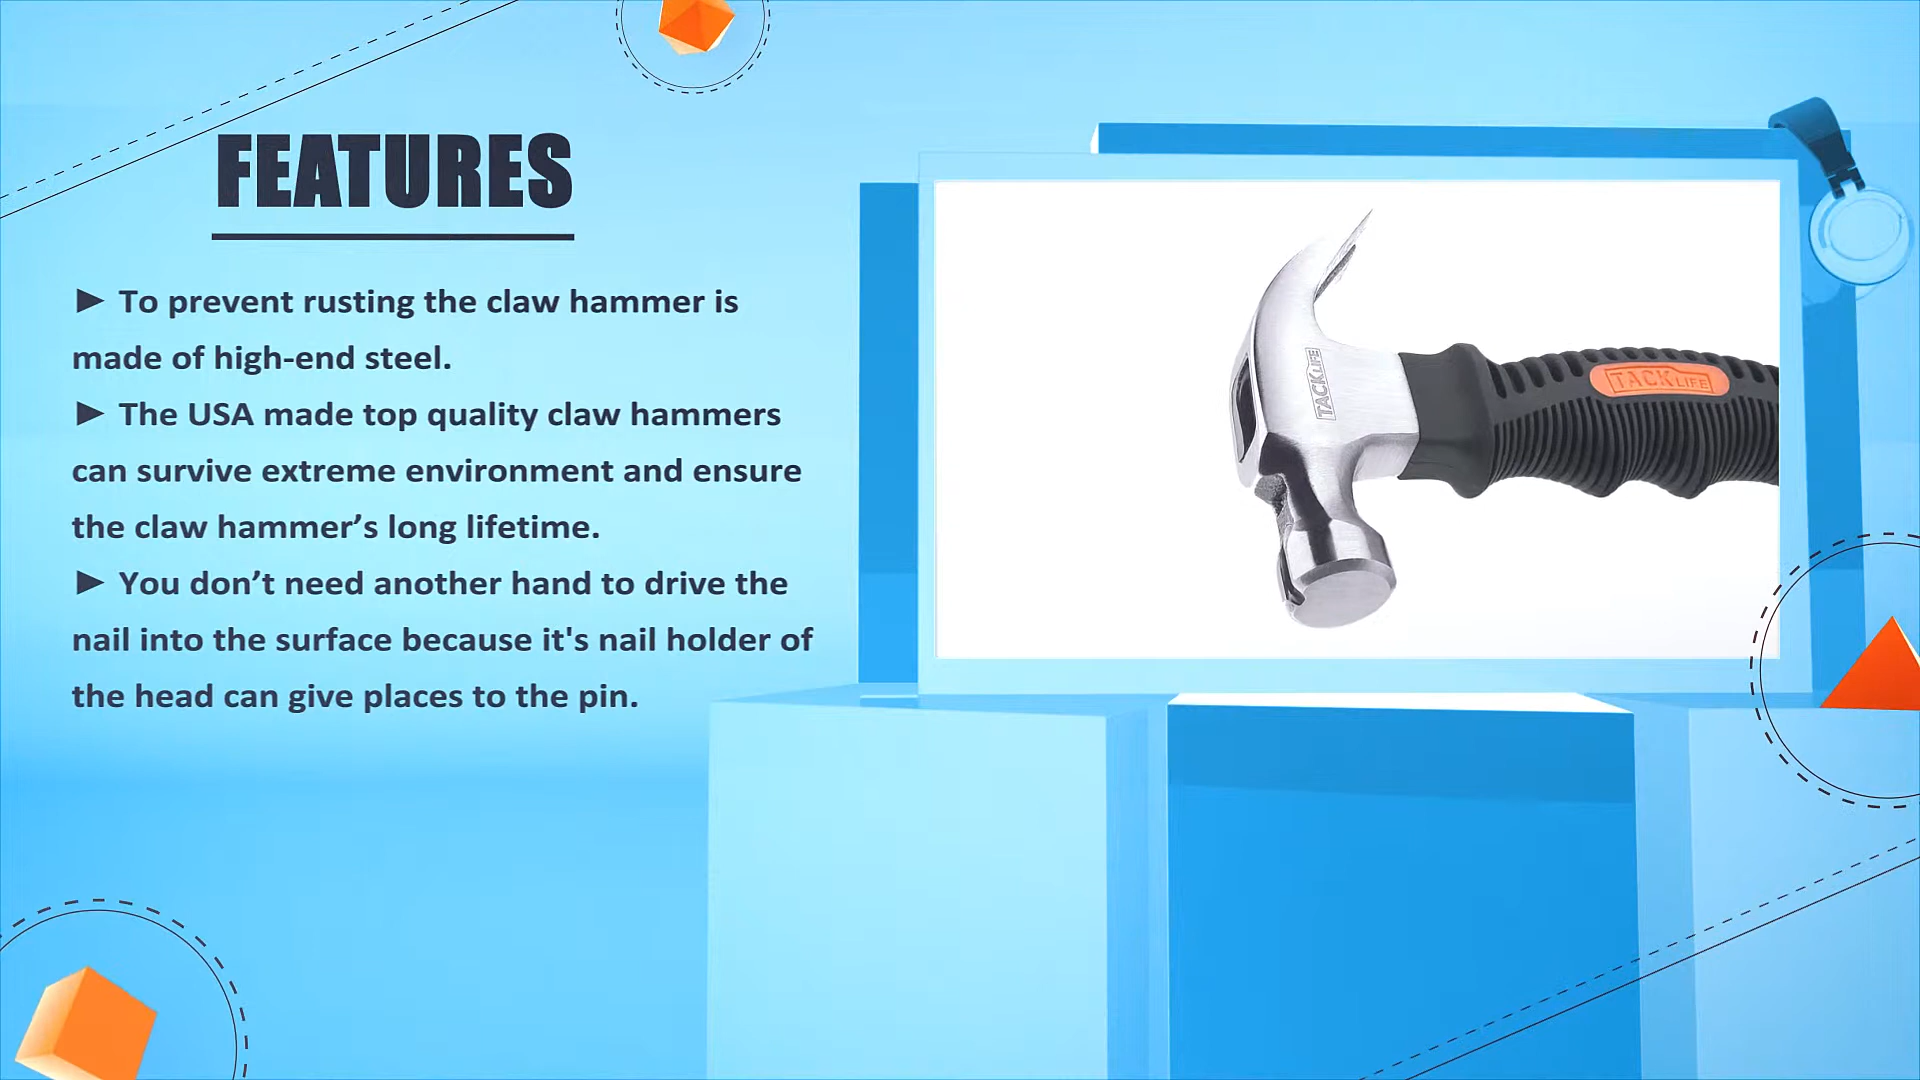 FEATURES
► To prevent rusting the claw hammer is
made of high-end steel.
► The USA made top quality claw hammers
can survive extreme environment and ensure
the claw hammer’s long lifetime.
► You don’t need another hand to drive the
nail into the surface because it's nail holder of
the head can give places to the pin.
TACKLIFE
TACKLIFE